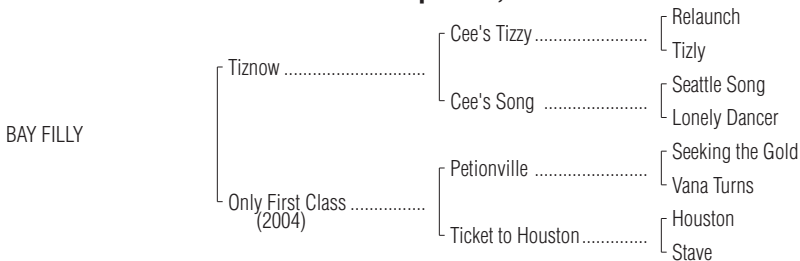 Relaunch
Cee's Tizzy
Tizly
Tiznow
Seattle Song
Cee's Song
Lonely Dancer
BAY FILLY
Seeking the Gold
Petionville
Vana Turns
Only First Class
(2004)
Houston
Ticket to Houston
Stave